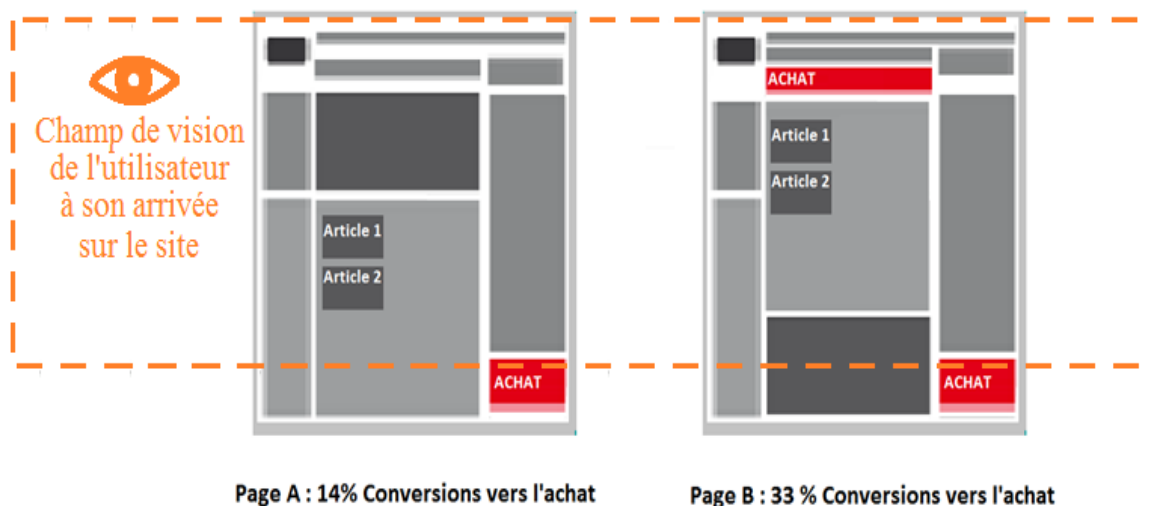 Champ de vision
de l'utilisateur
à son arrivée
sur le site
Article 1
Article 2
ACHAT
Page A : 14% Conversions vers l'achat
ACHAT
Article 1
Article 2
ACHAT
Page B : 33 % Conversions vers l'achat